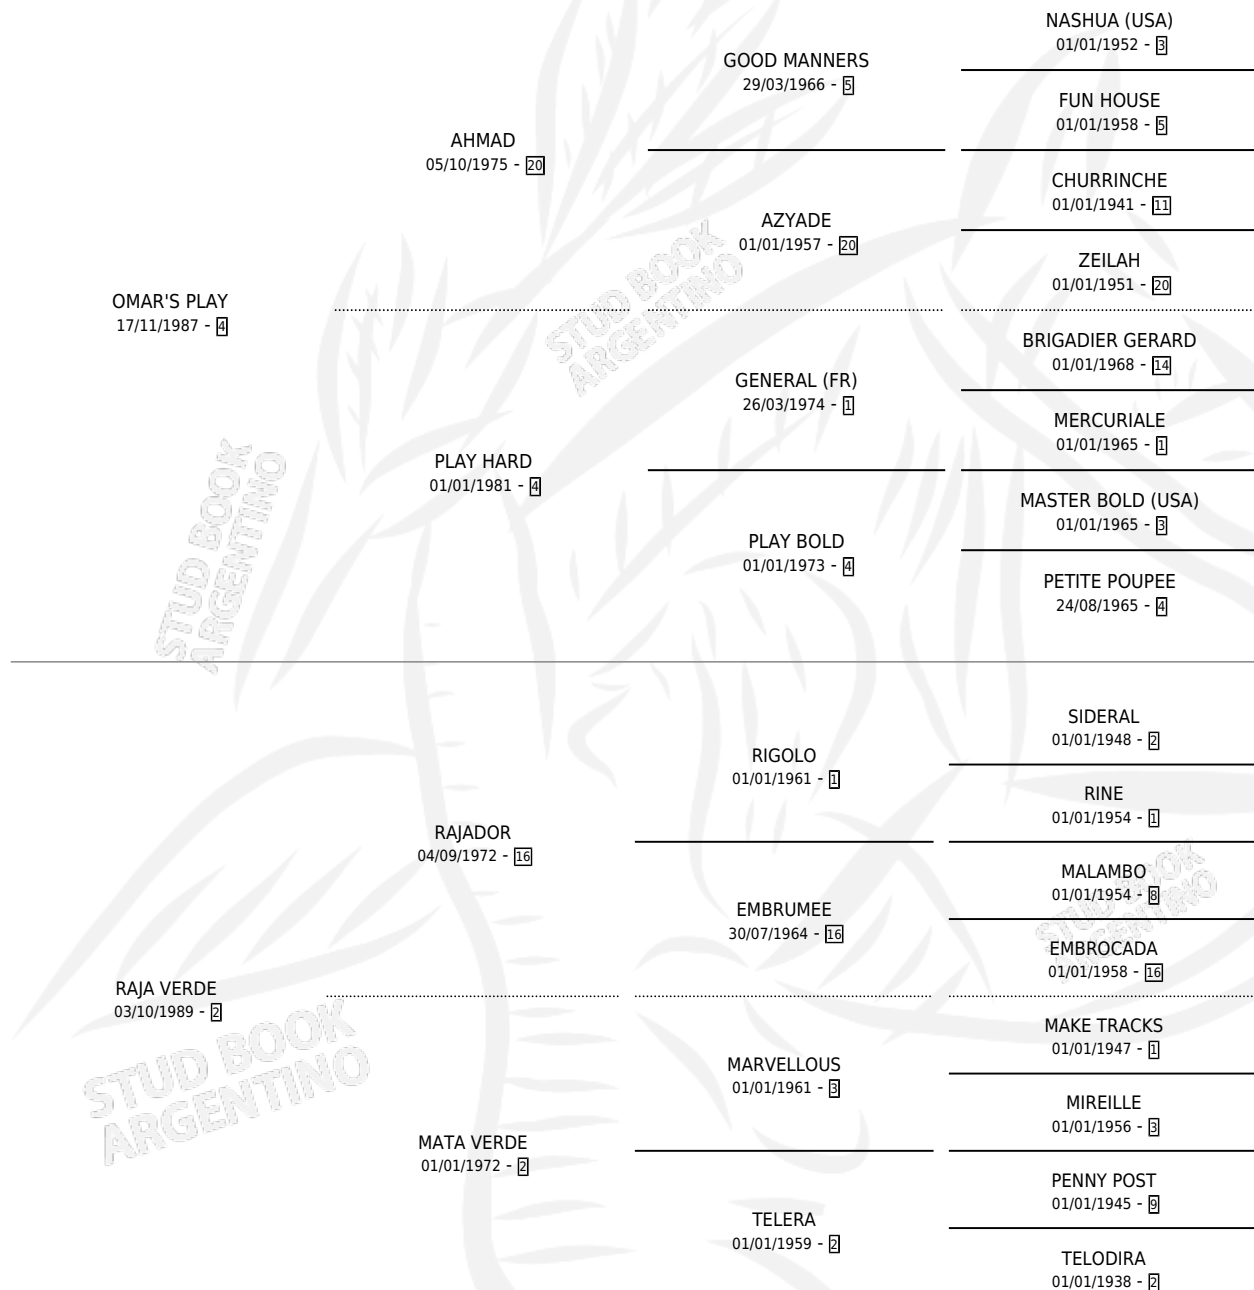 NASHUA (USA)
01/01/1952 - 3
GOOD MANNERS
29/03/1966 - 5
FUN HOUSE
01/01/1958 - 5
AHMAD
05/10/1975 - 20
CHURRINCHE
01/01/1941 - 11
AZYADE
01/01/1957 - 20
ZEILAH
01/01/1951 - 20
OMAR'S PLAY
17/11/1987 - 4
BRIGADIER GERARD
01/01/1968 - 14
GENERAL (FR)
26/03/1974 - 1
MERCURIALE
01/01/1965 - 1
PLAY HARD
01/01/1981 - 4
MASTER BOLD (USA)
01/01/1965 - 3
PLAY BOLD
01/01/1973 - 4
PETITE POUPEE
24/08/1965 - 4
SIDERAL
01/01/1948 - 2
RIGOLO
01/01/1961 - 1
RINE
01/01/1954 - 1
RAJADOR
04/09/1972 - 16
MALAMBO
01/01/1954 - 8
EMBRUMEE
30/07/1964 - 16
EMBROCADA
01/01/1958 - 16
RAJA VERDE
03/10/1989 - 2
MAKE TRACKS
01/01/1947 - 1
MARVELLOUS
01/01/1961 - 3
MIREILLE
01/01/1956 - 3
MATA VERDE
01/01/1972 - 2
PENNY POST
01/01/1945 - 9
TELERA
01/01/1959 - 2
TELODIRA
01/01/1938 - 2
STUD BOOK
ARGENTINO
STUD BOOK
ARGENTINO
STUD BOOK
ARGENTINO
STUD BOOK
ARGENTINO